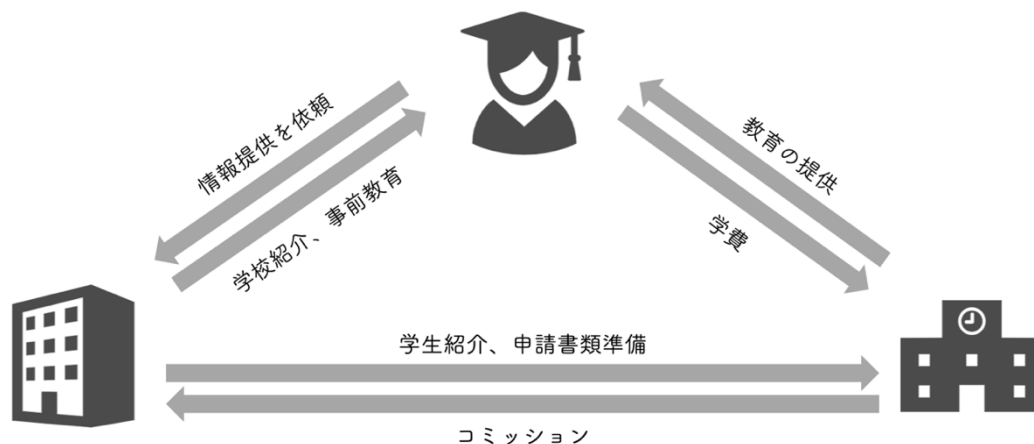 情報提供を依頼
学校紹介、事前教育
教育の提供
学費
学生紹介、申請書類準備
コミッション